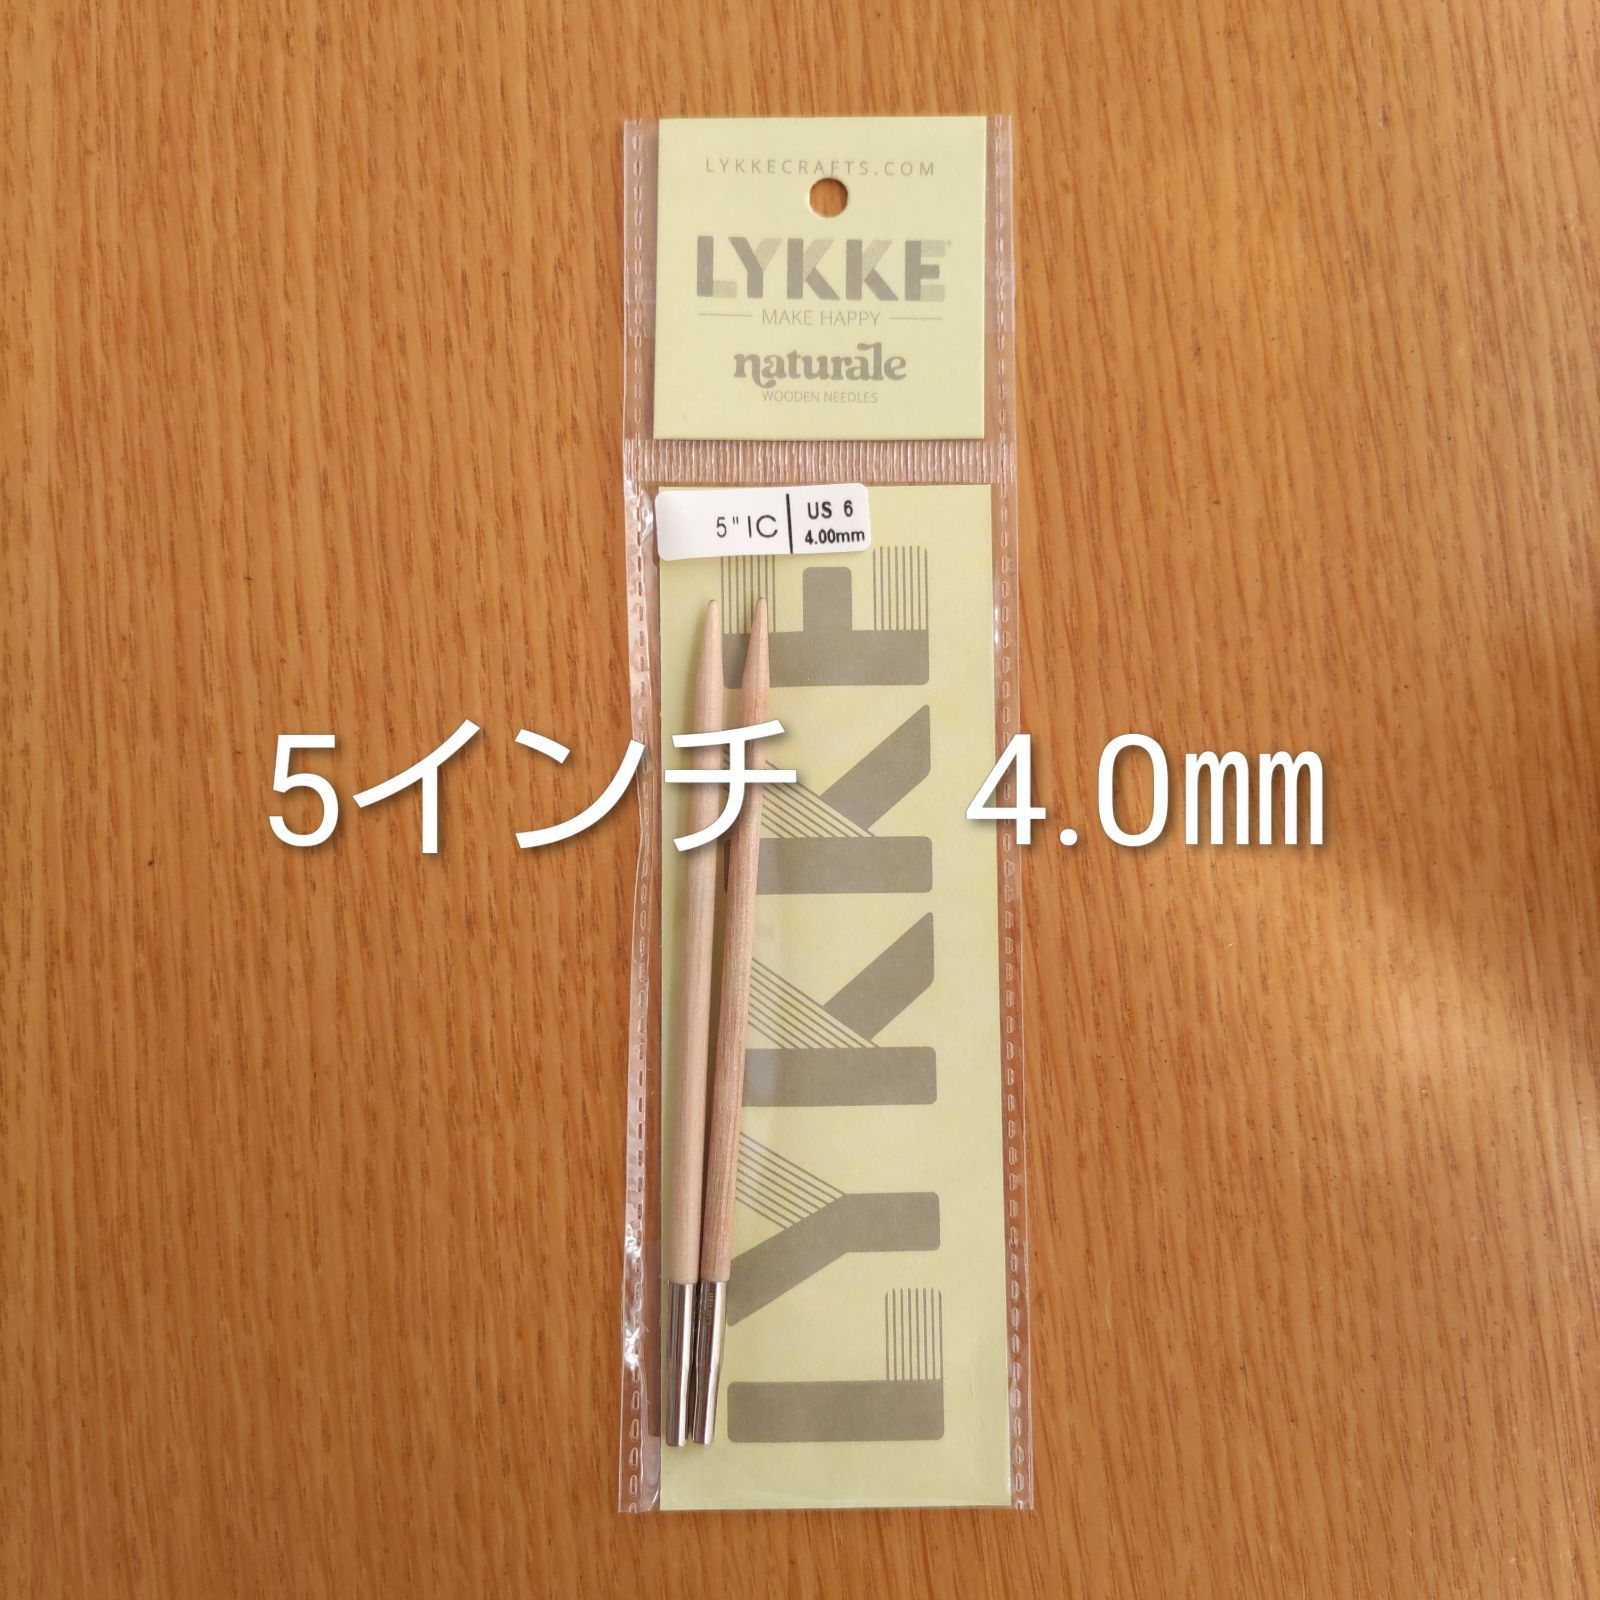 LYKKECRAFTS.COM
LYKKE
MAKE HAPPY
naturale
WOODEN NEEDLES
5"IC US 6
4.00mm
5インチ 4.0㎜
LYKKE